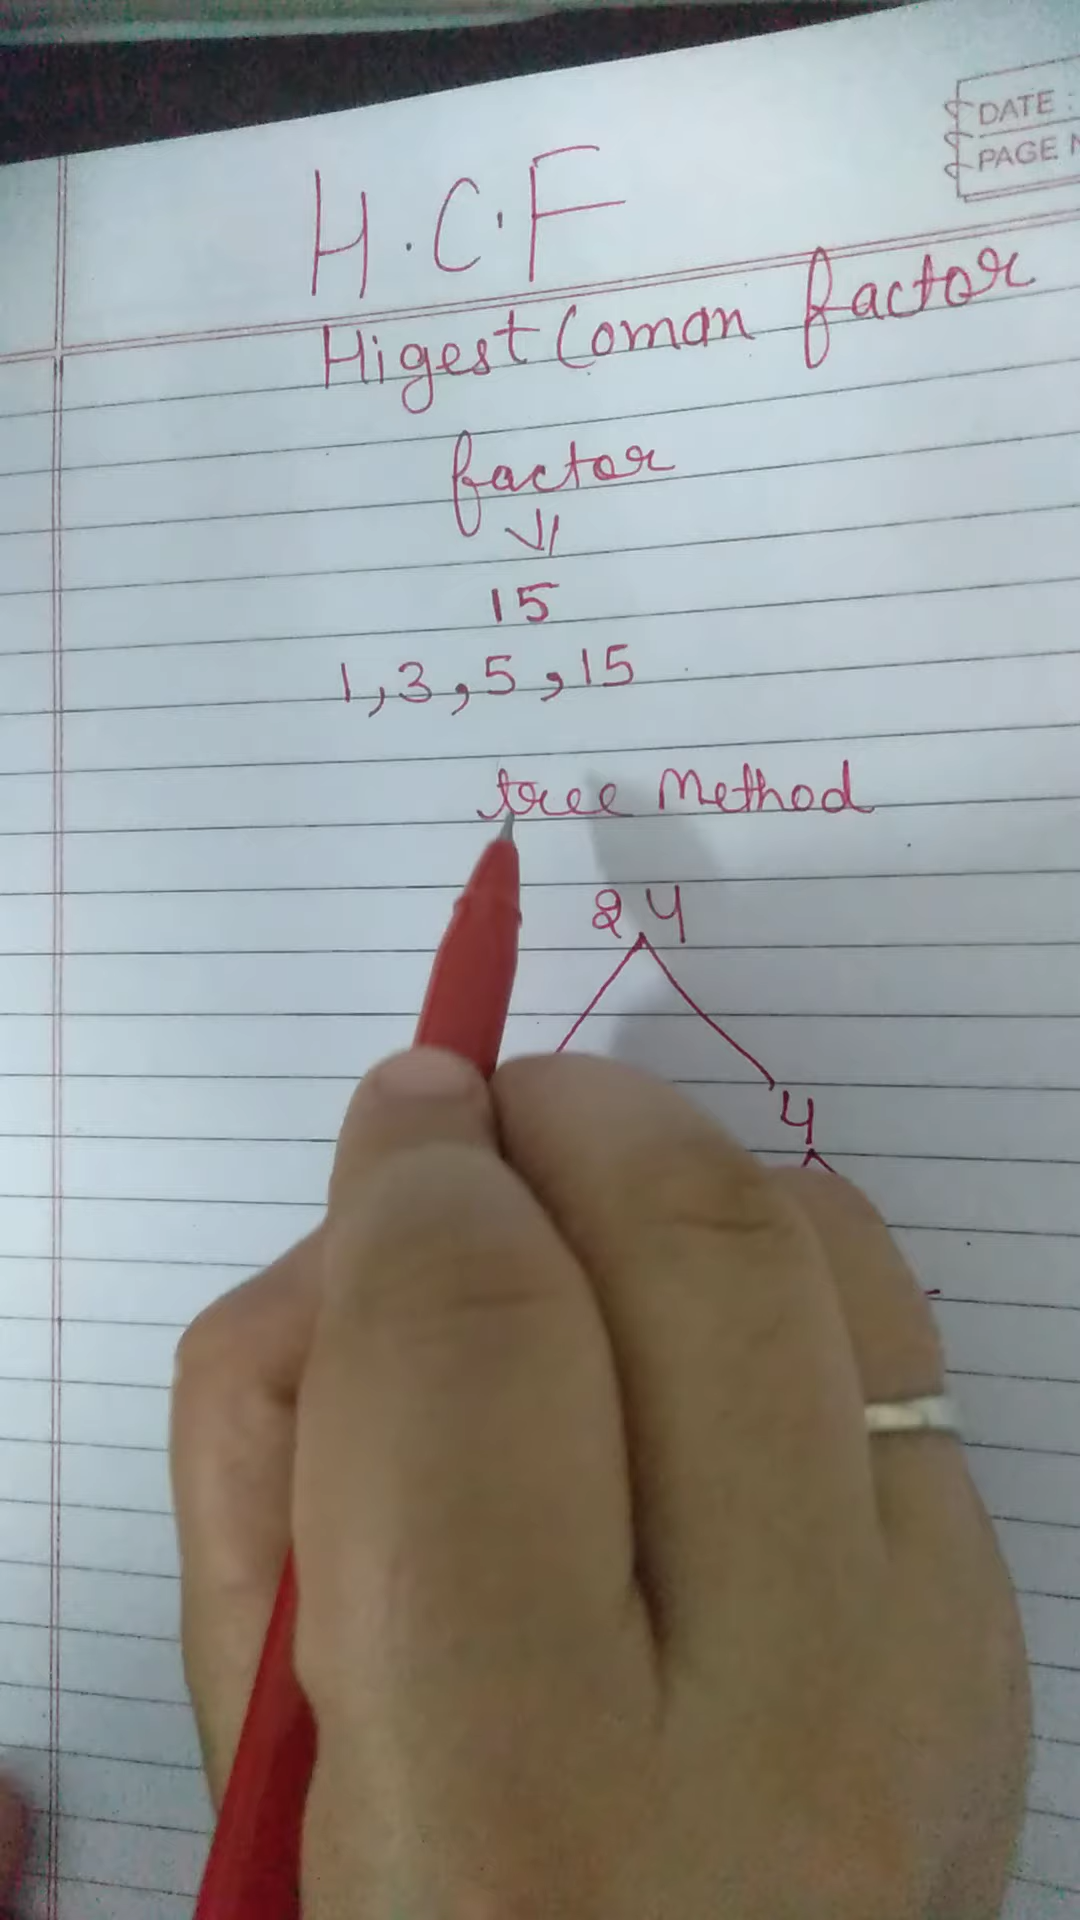 DATE :
PAGE N
H.C.F
Higest Coman factor
factor
15
1, 3, 5, 15
tree Method
24
4